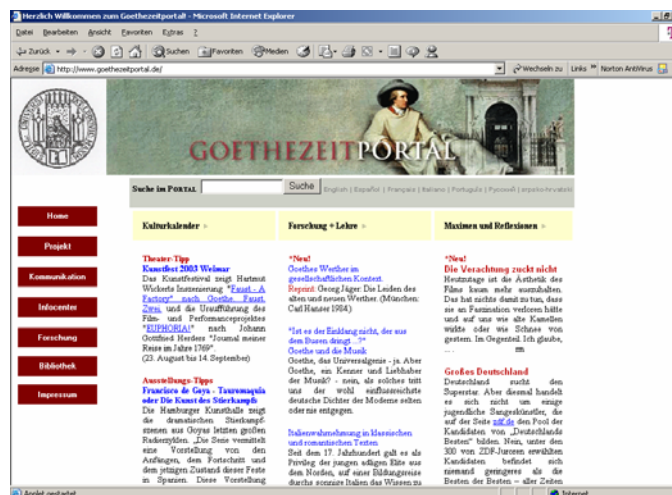 Herzlich Willkommen zum Goethezeitportal! - Microsoft Internet Explorer
Datei Bearbeiten Ansicht Favoriten Extras ?
Zurück Suchen Favoriten Medien
Adresse http://www.goethezeitportal.de/ Wechseln zu Links » Norton AntiVirus
GOETHEZEITPORTAL
Suche im PORTAL Suche English | Español | Français | Italiano | Português | Русский | srpsko-hrvatski
Home
Projekt
Kommunikation
Infocenter
Forschung
Bibliothek
Impressum
Kulturkalender »
Theater-Tipp
Kunstfest 2003 Weimar
Das Kunstfestival zeigt Hartmut
Wickerts Inszenierung "Faust - A
Factory" nach Goethe, Faust.
Zwei, und die Uraufführung des
Film- und Performanceprojektes
"EUPHORIA!" nach Johann
Gottfried Herders "Journal meiner
Reise im Jahre 1769".
(23. August bis 14. September)
Ausstellungs-Tipps
Francisco de Goya - Tauromaquia
oder Die Kunst des Stierkampfs
Die Hamburger Kunsthalle zeigt
die dramatischen Stierkampf-
szenen aus Goyas letzten großen
Radierzyklen. „Die Serie vermittelt
eine Vorstellung von den
Anfängen, dem Fortschritt und
dem jetzigen Zustand dieser Feste
in Spanien. Diese Vorstellung
Forschung + Lehre »
*Neu!
Goethes Werther im
gesellschaftlichen Kontext.
Reprint: Georg Jäger: Die Leiden des
alten und neuen Werther. (München:
Carl Hanser 1984)
"Ist es der Einklang nicht, der aus
dem Busen dringt ...?"
Goethe und die Musik
Goethe, das Universalgenie - ja. Aber
Goethe, ein Kenner und Liebhaber
der Musik? - nein, als solches tritt
uns der wohl einflussreichste
deutsche Dichter der Moderne selten
oder nie entgegen.
Italienwahrnehmung in klassischen
und romantischen Texten
Seit dem 17. Jahrhundert galt es als
Privileg der jungen adligen Elite aus
dem Norden, auf einer Bildungsreise
durchs sonnige Italien das Wissen zu
Maximen und Reflexionen »
*Neu!
Die Verachtung zuckt nicht
Heutzutage ist die Ästhetik des
Films kaum mehr auszuhalten.
Das hat nichts damit zu tun, dass
sie an Faszination verloren hätte
und auf uns wie alte Kamellen
wirkte oder wie Schnee von
gestern. Im Gegenteil. Ich glaube,
...
Großes Deutschland
Deutschland sucht den
Superstar. Aber diesmal handelt
es sich nicht um einige
jugendliche Sangeskünstler, die
auf der Seite zdf.de den Pool der
Kandidaten von „Deutschlands
Besten" bilden. Nein, unter den
300 von ZDF-Juroren erwählten
Kandidaten befindet sich
niemand geringeres als die
Besten der Besten – aller Zeiten
Applet gestartet Internet